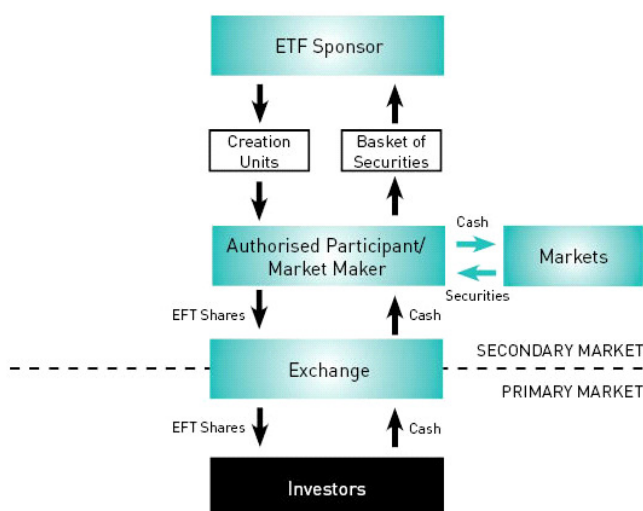 ETF Sponsor
Creation
Units
Basket of
Securities
Authorised Participant/
Market Maker
Cash
Markets
Securities
EFT Shares
Cash
Exchange
SECONDARY MARKET
PRIMARY MARKET
EFT Shares
Cash
Investors